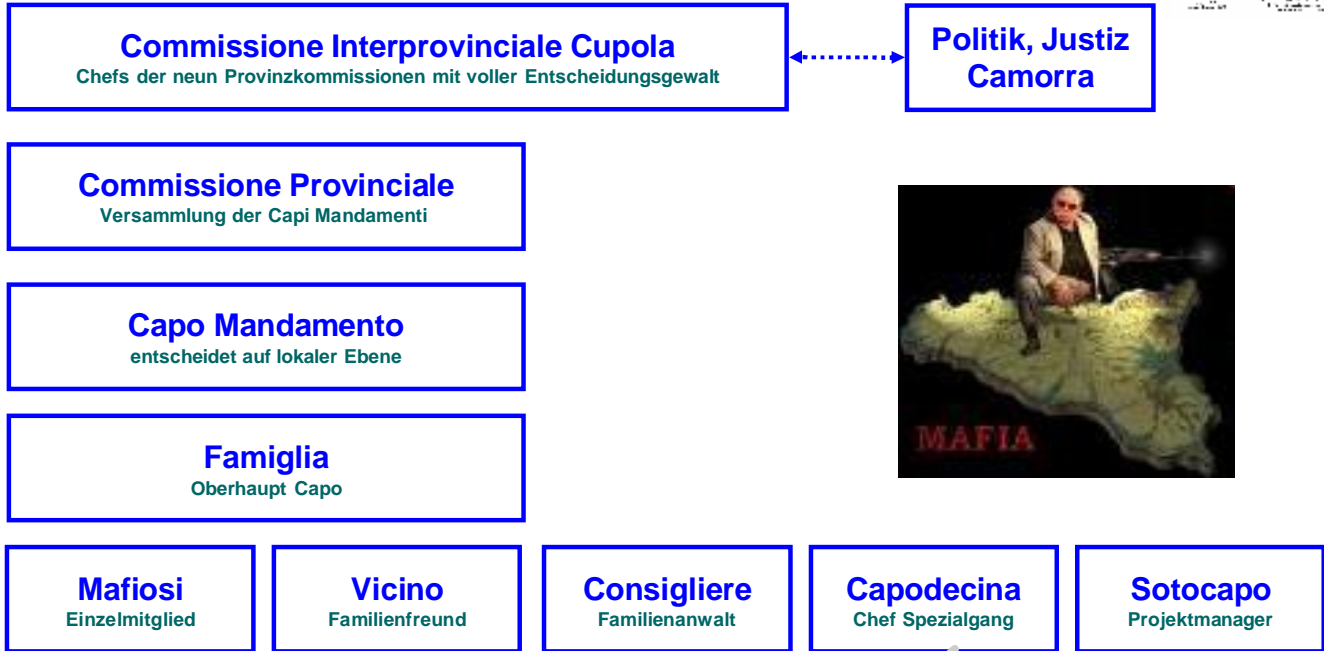 Commissione Interprovinciale Cupola
Chefs der neun Provinzkommissionen mit voller Entscheidungsgewalt
Politik, Justiz
Camorra
Commissione Provinciale
Versammlung der Capi Mandamenti
Capo Mandamento
entscheidet auf lokaler Ebene
Famiglia
Oberhaupt Capo
MAFIA
Mafiosi
Einzelmitglied
Vicino
Familienfreund
Consigliere
Familienanwalt
Capodecina
Chef Spezialgang
Sotocapo
Projektmanager